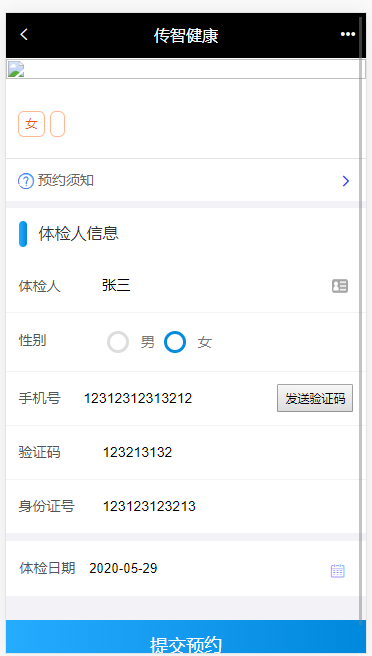 传智健康
女
预约须知
体检人信息
体检人 张三
性别 男 女
手机号 12312312313212 发送验证码
验证码 123213132
身份证号 123123123213
体检日期 2020-05-29
提交预约